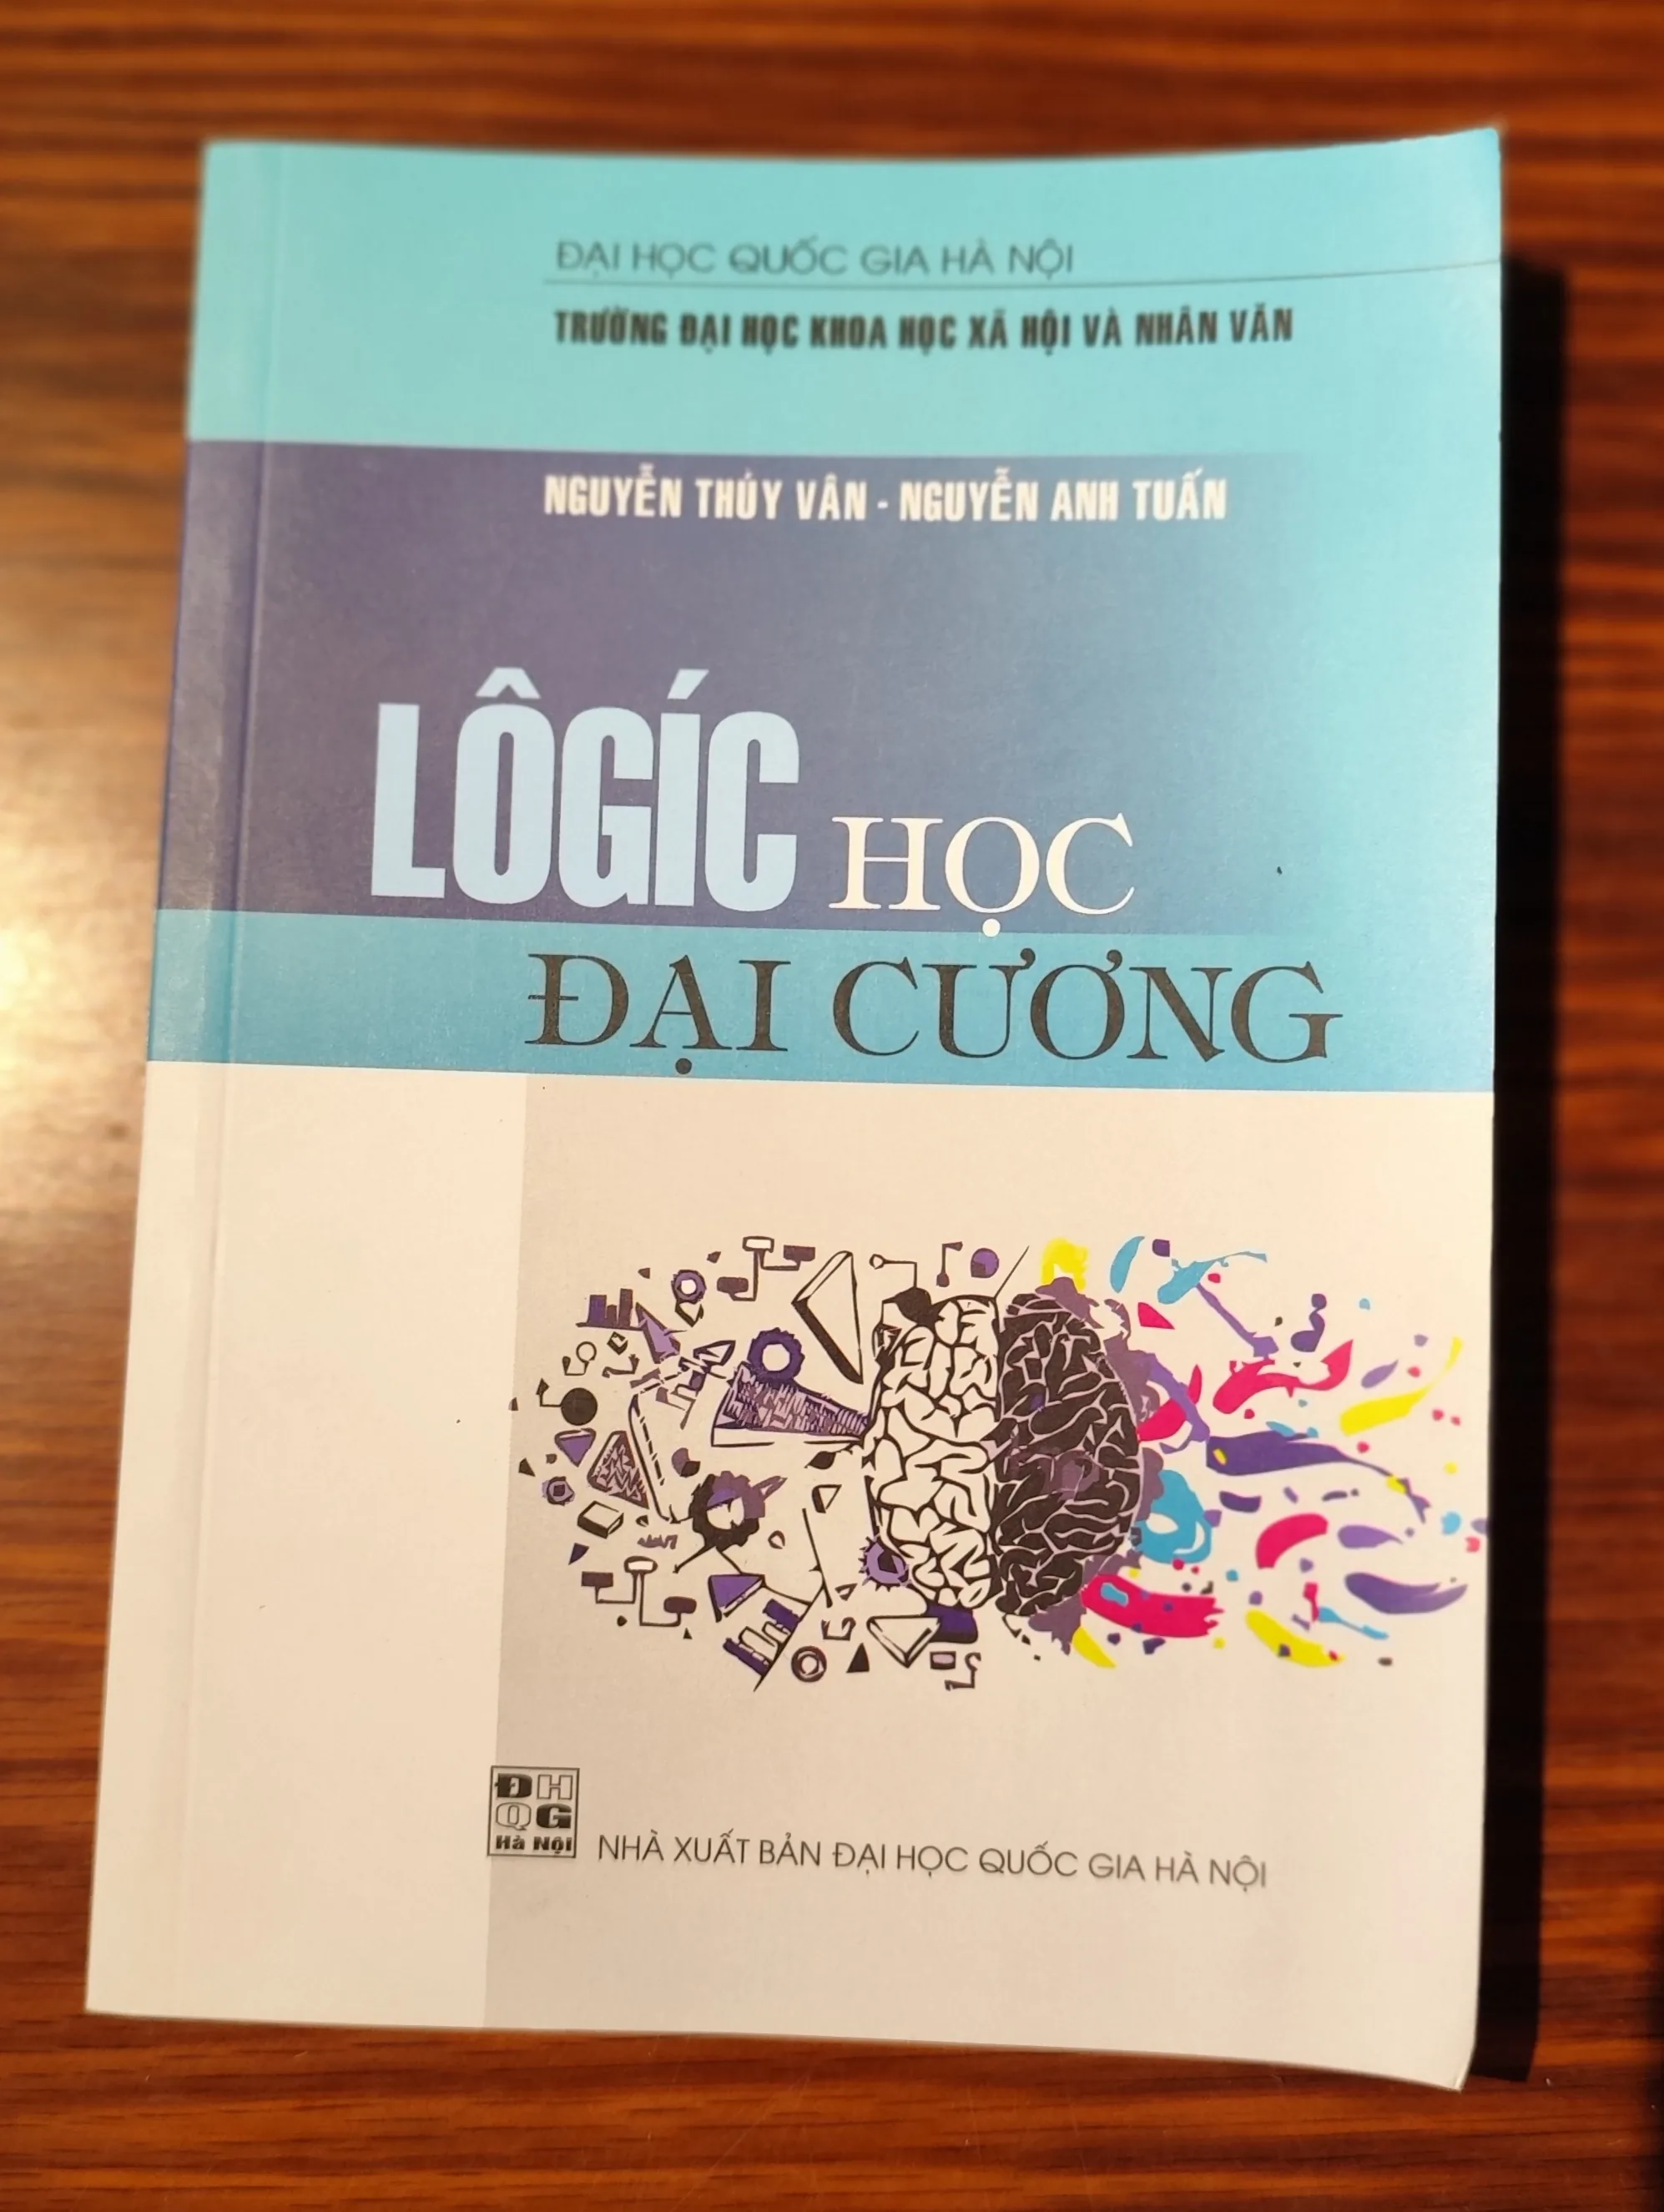 ĐẠI HỌC QUỐC GIA HÀ NỘI
TRƯỜNG ĐẠI HỌC KHOA HỌC XÃ HỘI VÀ NHÂN VĂN
NGUYỄN THÚY VÂN - NGUYỄN ANH TUẤN
LÔGÍC HỌC
ĐẠI CƯƠNG
ĐH
QG
Hà Nội
NHÀ XUẤT BẢN ĐẠI HỌC QUỐC GIA HÀ NỘI